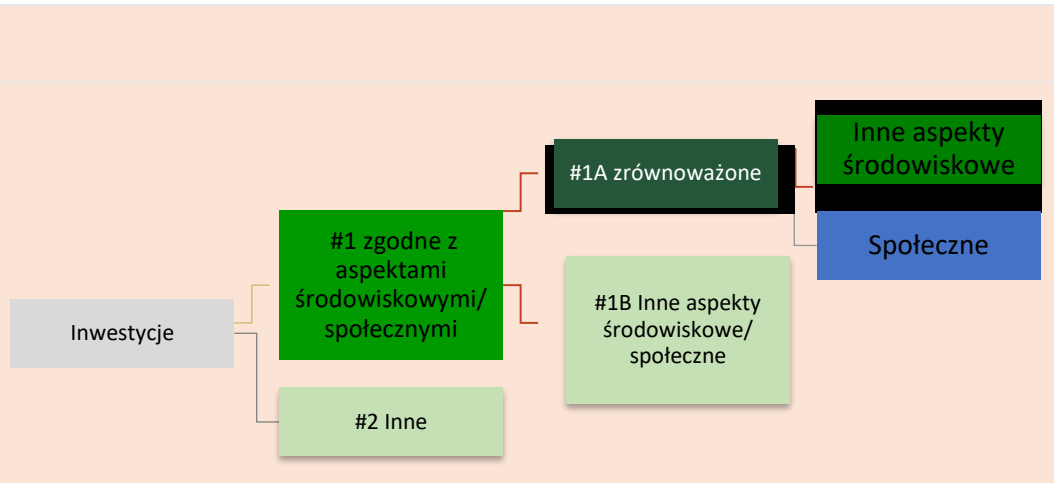 Inwestycje
#1 zgodne z
aspektami
środowiskowymi/
społecznymi
#2 Inne
#1A zrównoważone
#1B Inne aspekty
środowiskowe/
społeczne
Inne aspekty
środowiskowe
Społeczne